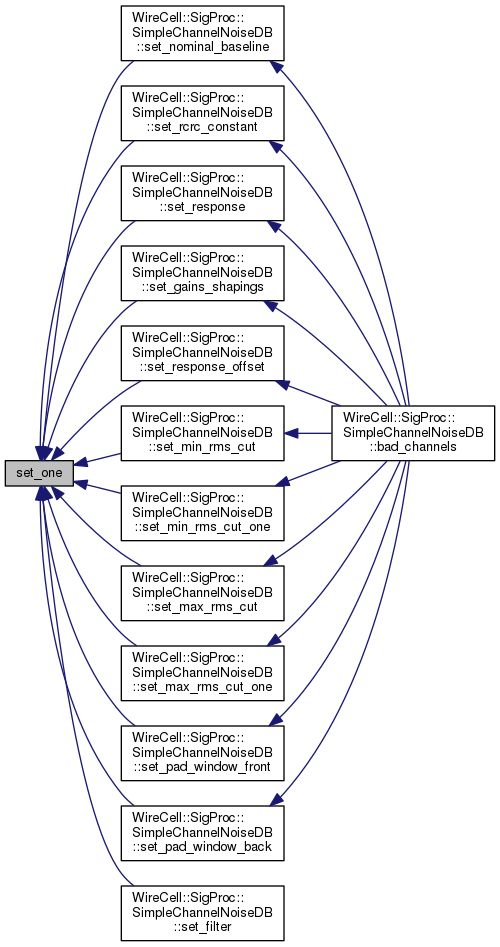 WireCell::SigProc::
SimpleChannelNoiseDB
::set_nominal_baseline
WireCell::SigProc::
SimpleChannelNoiseDB
::set_rcrc_constant
WireCell::SigProc::
SimpleChannelNoiseDB
::set_response
WireCell::SigProc::
SimpleChannelNoiseDB
::set_gains_shapings
WireCell::SigProc::
SimpleChannelNoiseDB
::set_response_offset
WireCell::SigProc::
SimpleChannelNoiseDB
::set_min_rms_cut
WireCell::SigProc::
SimpleChannelNoiseDB
::bad_channels
set_one
WireCell::SigProc::
SimpleChannelNoiseDB
::set_min_rms_cut_one
WireCell::SigProc::
SimpleChannelNoiseDB
::set_max_rms_cut
WireCell::SigProc::
SimpleChannelNoiseDB
::set_max_rms_cut_one
WireCell::SigProc::
SimpleChannelNoiseDB
::set_pad_window_front
WireCell::SigProc::
SimpleChannelNoiseDB
::set_pad_window_back
WireCell::SigProc::
SimpleChannelNoiseDB
::set_filter